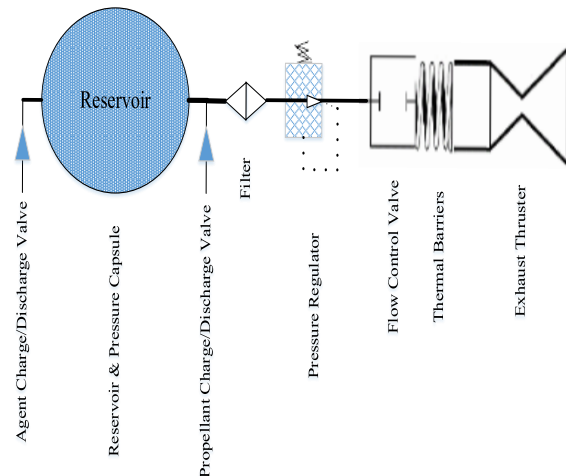 Reservoir
Agent Charge/Discharge Valve
Reservoir & Pressure Capsule
Propellant Charge/Discharge Valve
Filter
Pressure Regulator
Flow Control Valve
Thermal Barriers
Exhaust Thruster